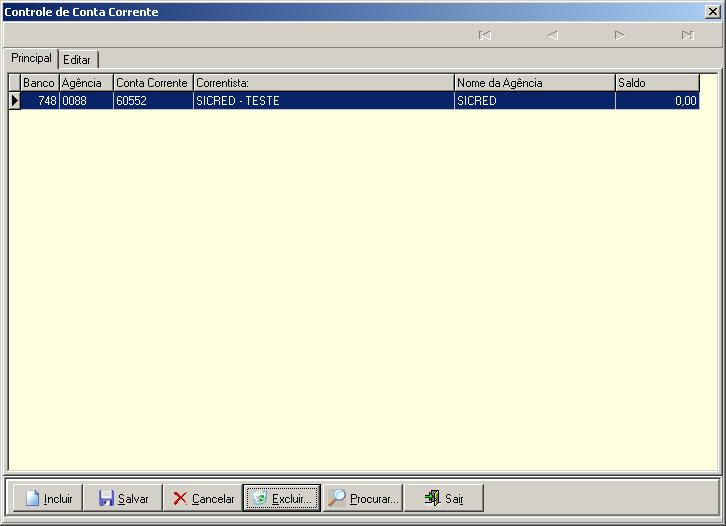 Controle de Conta Corrente
Principal Editar
Banco Agência Conta Corrente Correntista: Nome da Agência Saldo
748 0088 60552 SICRED - TESTE SICRED 0,00
Incluir Salvar Cancelar Excluir... Procurar... Sair